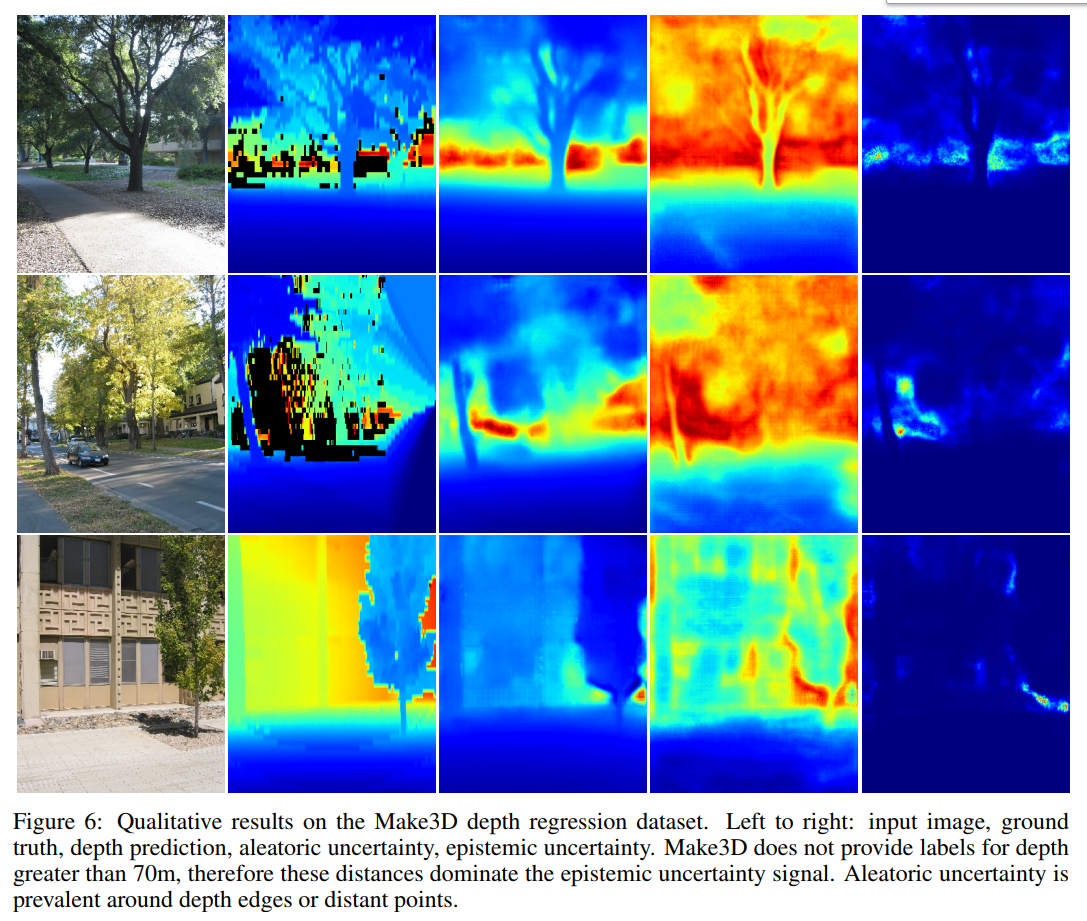 Figure 6: Qualitative results on the Make3D depth regression dataset. Left to right: input image, ground
truth, depth prediction, aleatoric uncertainty, epistemic uncertainty. Make3D does not provide labels for depth
greater than 70m, therefore these distances dominate the epistemic uncertainty signal. Aleatoric uncertainty is
prevalent around depth edges or distant points.